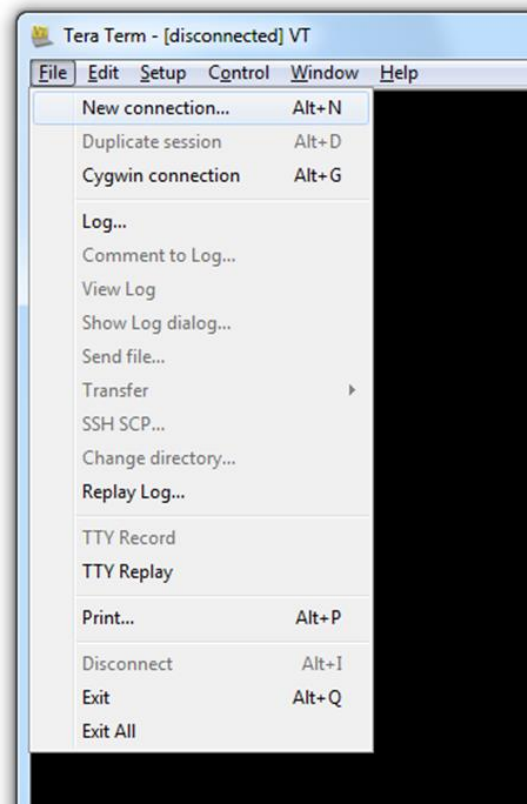 Tera Term - [disconnected] VT
File Edit Setup Control Window Help
New connection... Alt+N
Duplicate session Alt+D
Cygwin connection Alt+G
Log...
Comment to Log...
View Log
Show Log dialog...
Send file...
Transfer
SSH SCP...
Change directory...
Replay Log...
TTY Record
TTY Replay
Print... Alt+P
Disconnect Alt+I
Exit Alt+Q
Exit All